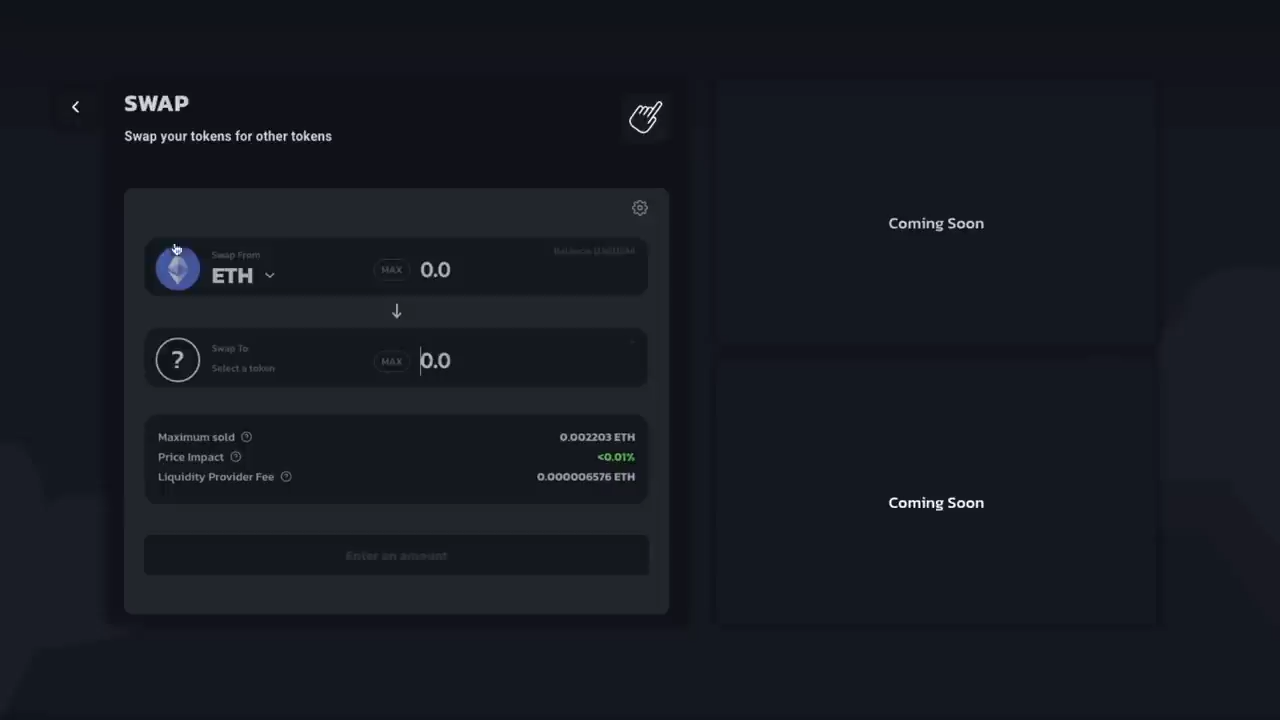 SWAP
Swap your tokens for other tokens
Swap From
ETH
MAX
0.0
Swap To
Select a token
MAX
0.0
Maximum sold
0.002203 ETH
Price Impact
<0.01%
Liquidity Provider Fee
0.000006576 ETH
Enter an amount
Coming Soon
Coming Soon